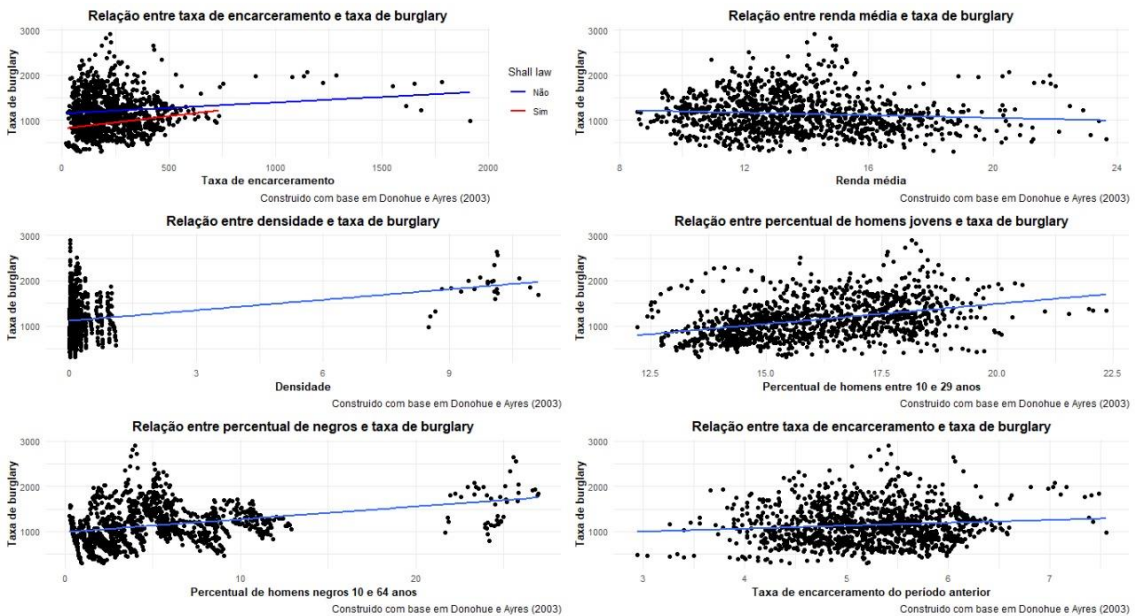 Relação entre taxa de encarceramento e taxa de burglary
3000
2000
1000
Taxa de burglary
0
500
1000
1500
2000
Taxa de encarceramento
Shall law
Não
Sim
Construido com base em Donohue e Ayres (2003)
Relação entre renda média e taxa de burglary
3000
2000
1000
Taxa de burglary
8
12
16
20
24
Renda média
Construido com base em Donohue e Ayres (2003)
Relação entre densidade e taxa de burglary
3000
2000
1000
Taxa de burglary
0
3
6
9
Densidade
Construido com base em Donohue e Ayres (2003)
Relação entre percentual de homens jovens e taxa de burglary
3000
2000
1000
Taxa de burglary
12.5
15.0
17.5
20.0
22.5
Percentual de homens entre 10 e 29 anos
Construido com base em Donohue e Ayres (2003)
Relação entre percentual de negros e taxa de burglary
3000
2000
1000
Taxa de burglary
0
10
20
Percentual de homens negros 10 e 64 anos
Construido com base em Donohue e Ayres (2003)
Relação entre taxa de encarceramento e taxa de burglary
3000
2000
1000
Taxa de burglary
3
4
5
6
7
Taxa de encarceramento do período anterior
Construido com base em Donohue e Ayres (2003)